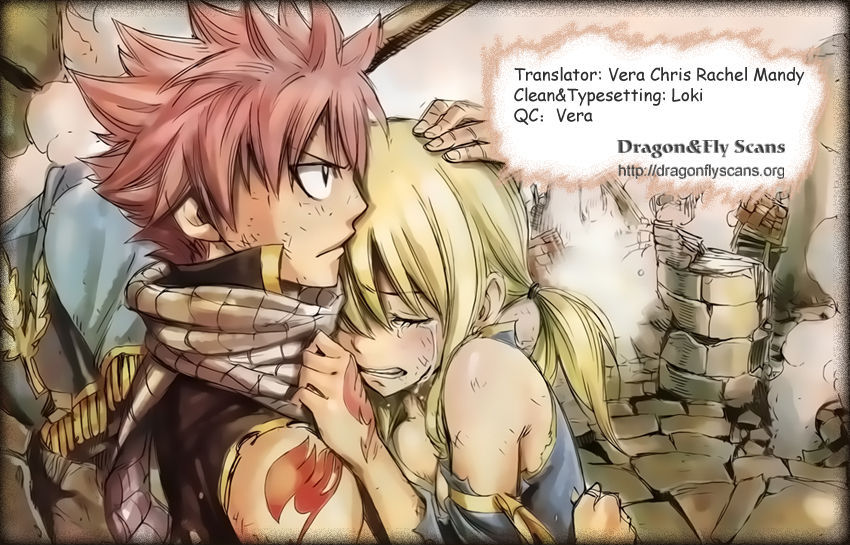 Translator: Vera Chris Rachel Mandy
Clean&Typesetting: Loki
QC: Vera
Dragon&Fly Scans
http://dragonflyscans.org